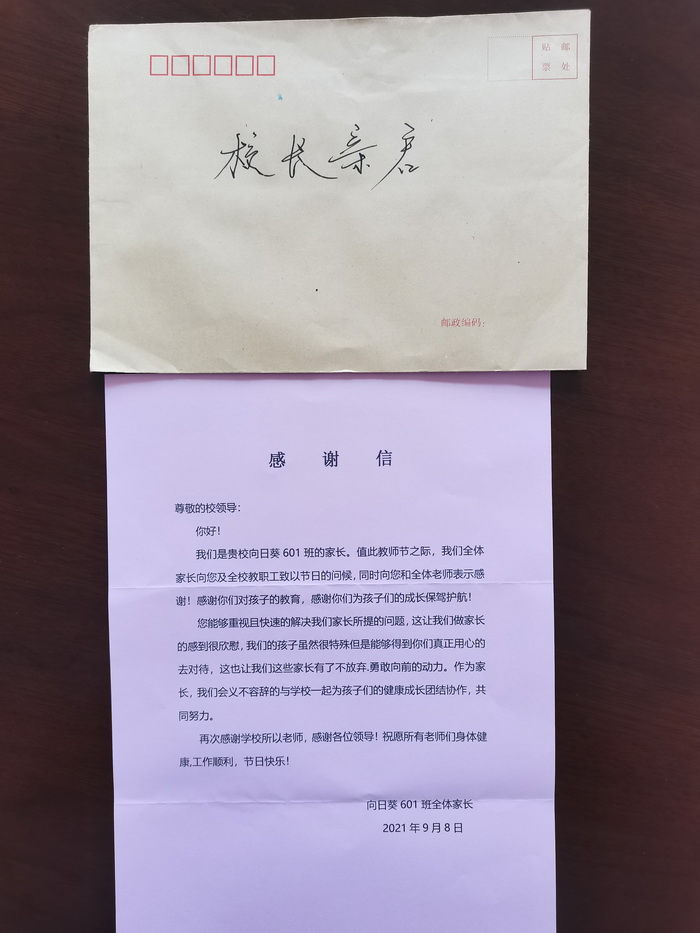 贴 邮
票 处
校长亲启
邮政编码：
感 谢 信
尊敬的校领导：
你好！
我们是贵校向日葵 601 班的家长。值此教师节之际，我们全体
家长向您及全校教职工致以节日的问候，同时向您和全体老师表示感
谢！感谢你们对孩子的教育，感谢你们为孩子们的成长保驾护航！
您能够重视且快速的解决我们家长所提的问题，这让我们做家长
的感到很欣慰，我们的孩子虽然很特殊但是能够得到你们真正用心的
去对待，这也让我们这些家长有了不放弃.勇敢向前的动力。作为家
长，我们会义不容辞的与学校一起为孩子们的健康成长团结协作，共
同努力。
再次感谢学校所以老师，感谢各位领导！祝愿所有老师们身体健
康,工作顺利，节日快乐！
向日葵 601 班全体家长
2021 年 9 月 8 日